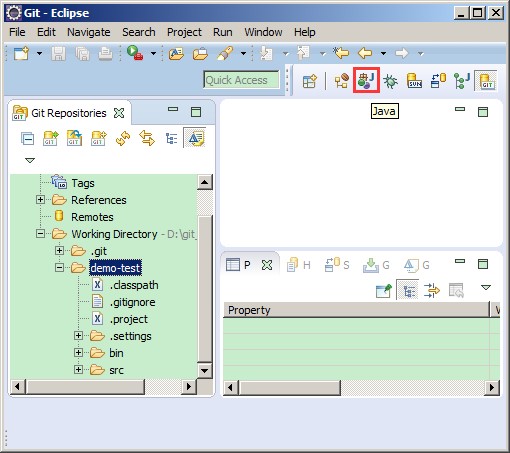 Git - Eclipse
File Edit Navigate Search Project Run Window Help
Quick Access
Java
Git Repositories
Tags
References
Remotes
Working Directory - D:\git_
.git
demo-test
.classpath
.gitignore
.project
.settings
bin
src
P H S G G
Property